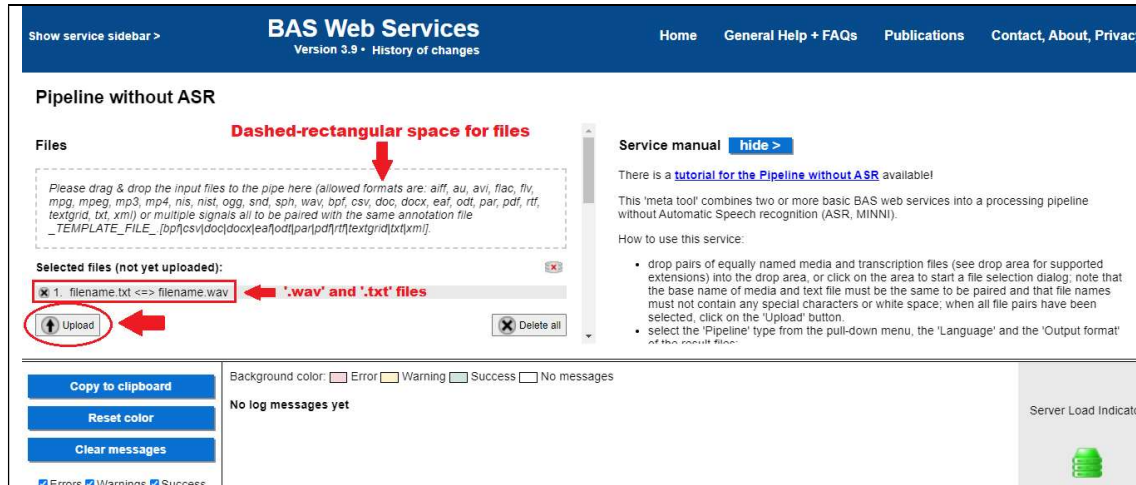 Show service sidebar >
BAS Web Services
Version 3.9 • History of changes
Home General Help + FAQs Publications Contact, About, Privac
Pipeline without ASR
Files
Dashed-rectangular space for files
Please drag & drop the input files to the pipe here (allowed formats are: aiff, au, avi, flac, flv,
mpg, mpeg, mp3, mp4, nis, nist, ogg, snd, sph, wav, bpf, csv, doc, docx, eaf, odt, par, pdf, rtf,
textgrid, txt, xml) or multiple signals all to be paired with the same annotation file
_TEMPLATE_FILE_.[bpf|csv|doc|docx|eaf|odt|par|pdf|rtf|textgrid|txt|xml].
Selected files (not yet uploaded):
1. filename.txt <=> filename.wav
'.wav' and '.txt' files
Upload
Delete all
Service manual hide >
There is a tutorial for the Pipeline without ASR available!
This 'meta tool' combines two or more basic BAS web services into a processing pipeline
without Automatic Speech recognition (ASR, MINNI).
How to use this service:
• drop pairs of equally named media and transcription files (see drop area for supported
extensions) into the drop area, or click on the area to start a file selection dialog; note that
the base name of media and text file must be the same to be paired and that file names
must not contain any special characters or white space; when all file pairs have been
selected, click on the 'Upload' button.
• select the 'Pipeline' type from the pull-down menu, the 'Language' and the 'Output format'
of the result files;
Copy to clipboard
Reset color
Clear messages
Errors Warnings Success
Background color: Error Warning Success No messages
No log messages yet
Server Load Indicato